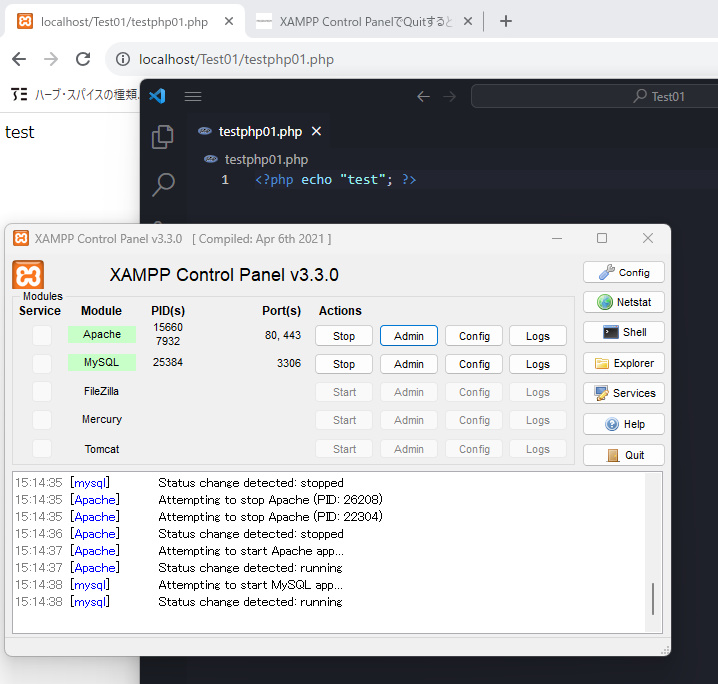 localhost/Test01/testphp01.php
XAMPP Control PanelでQuitすると
localhost/Test01/testphp01.php
ハーブ・スパイスの種類
test
Test01
testphp01.php
testphp01.php
1 <?php echo "test"; ?>
XAMPP Control Panel v3.3.0 [ Compiled: Apr 6th 2021 ]
XAMPP Control Panel v3.3.0
Modules
Service Module PID(s) Port(s) Actions
Apache 15660 7932 80, 443 Stop Admin Config Logs
MySQL 25384 3306 Stop Admin Config Logs
FileZilla Start Admin Config Logs
Mercury Start Admin Config Logs
Tomcat Start Admin Config Logs
Config
Netstat
Shell
Explorer
Services
Help
Quit
15:14:35 [mysql] Status change detected: stopped
15:14:35 [Apache] Attempting to stop Apache (PID: 26208)
15:14:35 [Apache] Attempting to stop Apache (PID: 22304)
15:14:36 [Apache] Status change detected: stopped
15:14:37 [Apache] Attempting to start Apache app...
15:14:37 [Apache] Status change detected: running
15:14:38 [mysql] Attempting to start MySQL app...
15:14:38 [mysql] Status change detected: running